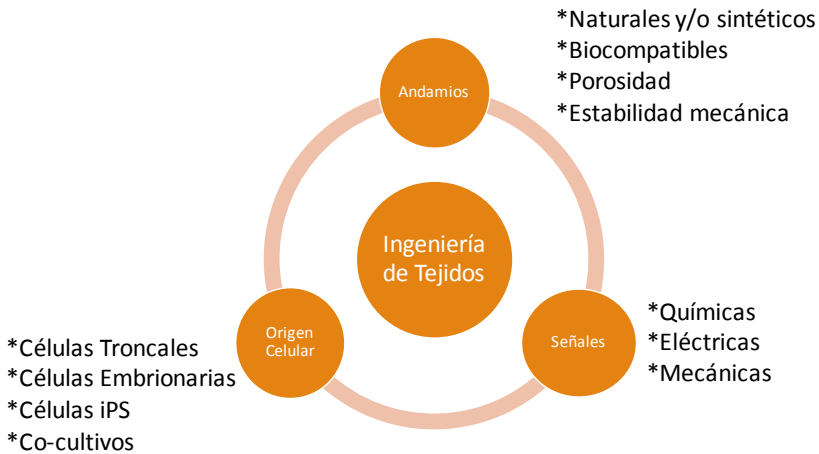 *Naturales y/o sintéticos
*Biocompatibles
*Porosidad
*Estabilidad mecánica
Andamios
Ingeniería
de Tejidos
*Químicas
*Eléctricas
*Mecánicas
Señales
Origen
Celular
*Células Troncales
*Células Embrionarias
*Células iPS
*Co-cultivos